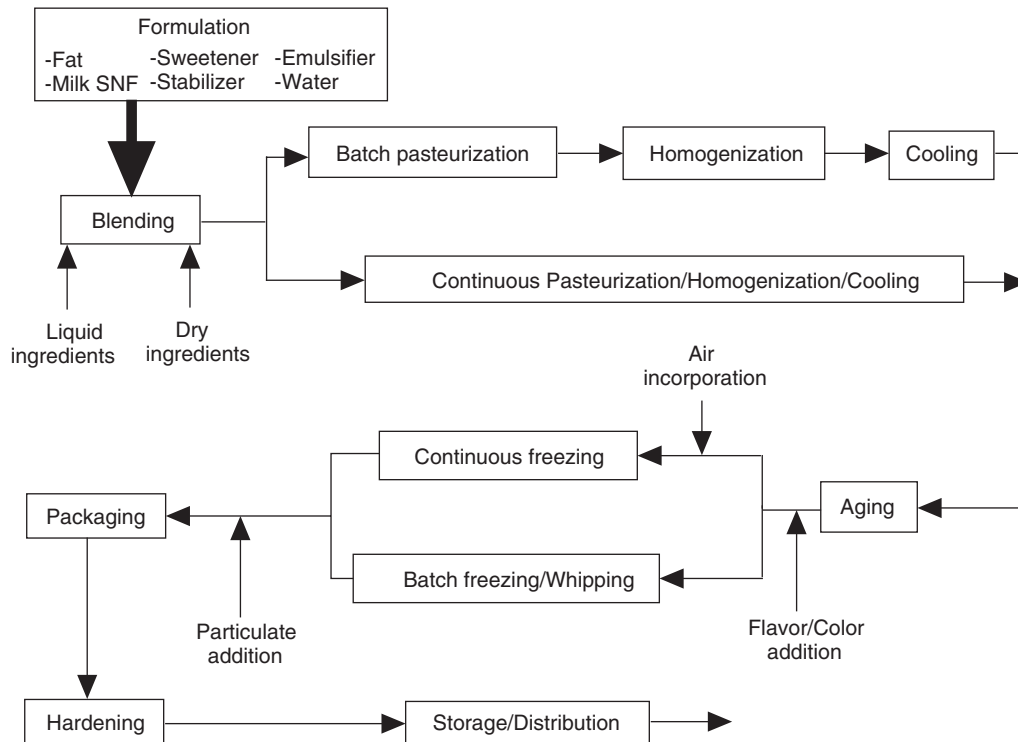 Formulation
-Fat -Sweetener -Emulsifier
-Milk SNF -Stabilizer -Water
Batch pasteurization
Homogenization
Cooling
Blending
Continuous Pasteurization/Homogenization/Cooling
Liquid
ingredients
Dry
ingredients
Air
incorporation
Continuous freezing
Packaging
Aging
Batch freezing/Whipping
Particulate
addition
Flavor/Color
addition
Hardening
Storage/Distribution